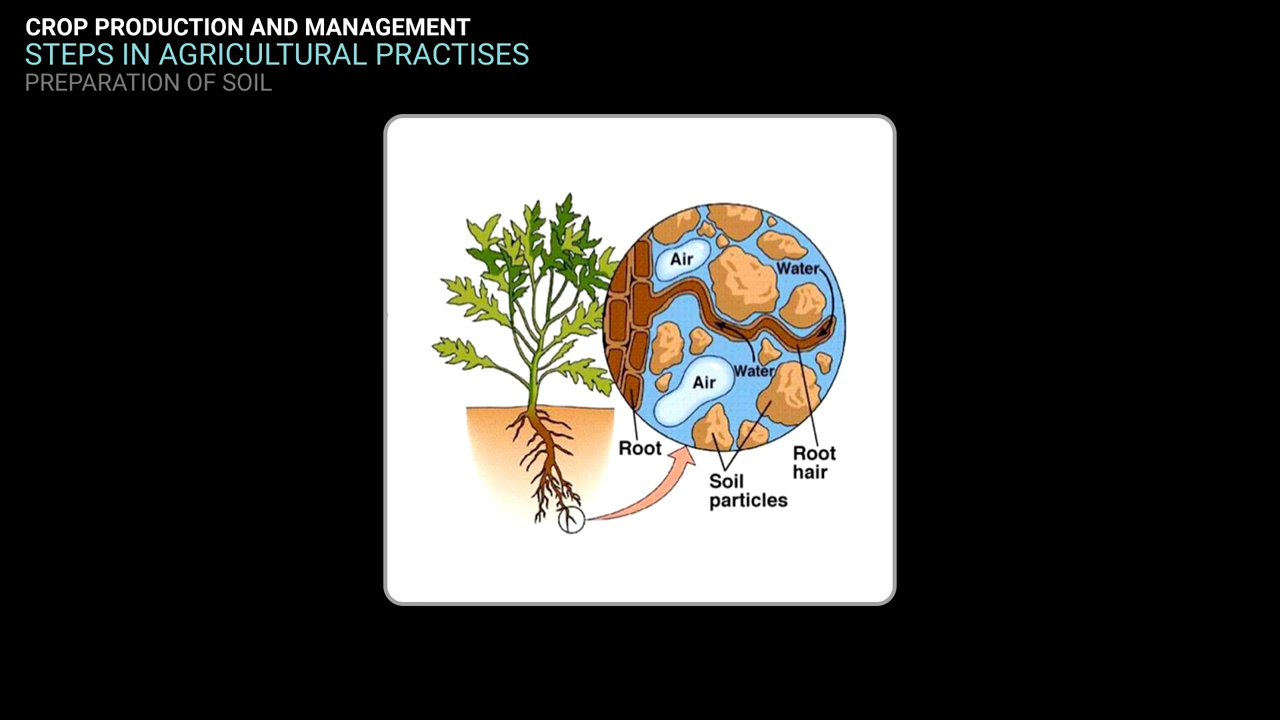 CROP PRODUCTION AND MANAGEMENT
STEPS IN AGRICULTURAL PRACTISES
PREPARATION OF SOIL
Air
Water
Water
Air
Root
Root
hair
Soil
particles